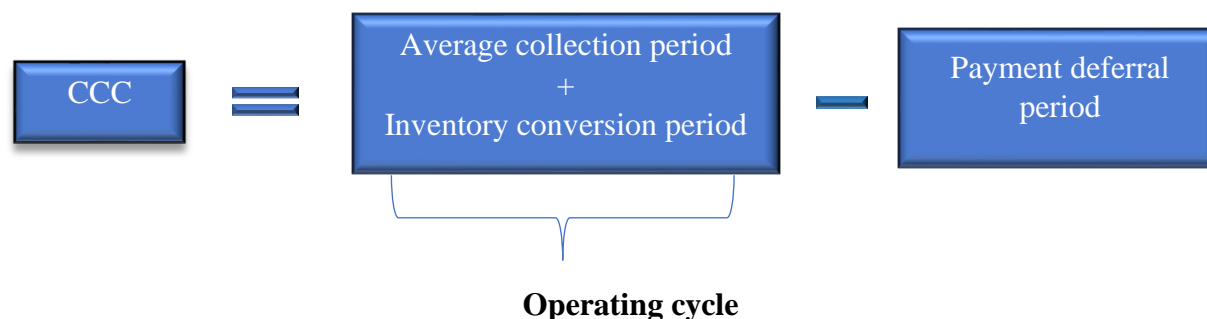 CCC
Average collection period
+
Inventory conversion period
Payment deferral
period
Operating cycle